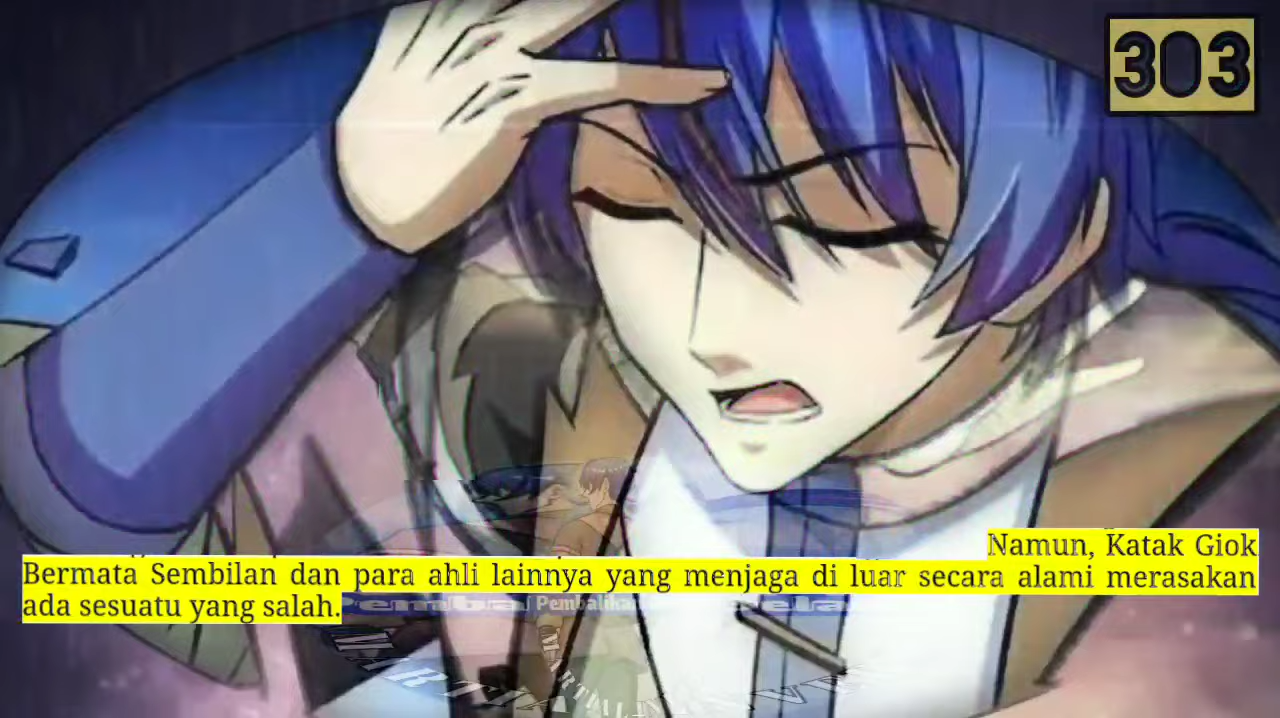 303
Namun, Katak Giok
Bermata Sembilan dan para ahli lainnya yang menjaga di luar secara alami merasakan
ada sesuatu yang salah.